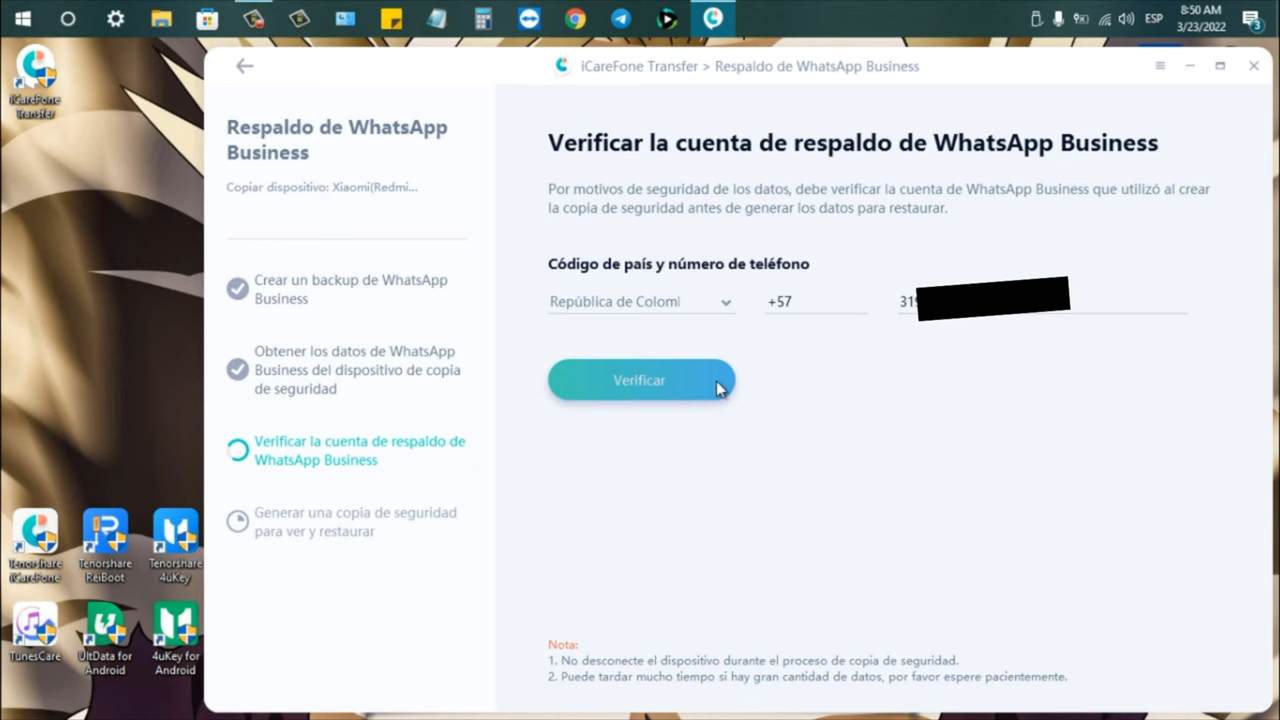 8:50 AM
ESP
3/23/2022
3
iCareFone Transfer > Respaldo de WhatsApp Business
iCareFone
Transfer
Respaldo de WhatsApp
Business
Copiar dispositivo: Xiaomi(Redmi...
Crear un backup de WhatsApp
Business
Obtener los datos de WhatsApp
Business del dispositivo de copia
de seguridad
Verificar la cuenta de respaldo de
WhatsApp Business
Generar una copia de seguridad
para ver y restaurar
Verificar la cuenta de respaldo de WhatsApp Business
Por motivos de seguridad de los datos, debe verificar la cuenta de WhatsApp Business que utilizó al crear
la copia de seguridad antes de generar los datos para restaurar.
Código de país y número de teléfono
República de Colom
+57
31
Verificar
Nota:
1. No desconecte el dispositivo durante el proceso de copia de seguridad.
2. Puede tardar mucho tiempo si hay gran cantidad de datos, por favor espere pacientemente.
Tenorshare
iCareFone
Tenorshare
ReiBoot
Tenorshare
4uKey
TunesCare
UltData for
Android
4uKey for
Android